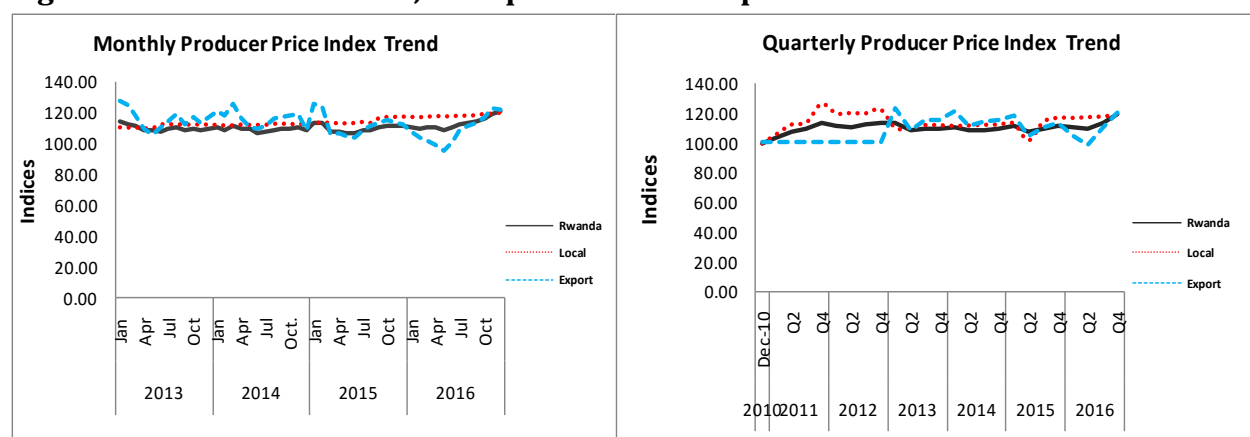 Monthly Producer Price Index Trend
140.00
120.00
100.00
80.00
60.00
40.00
20.00
0.00
Indices
Jan
Apr
Jul
Oct
Jan
Apr
Jul
Oct.
Jan
Apr
Jul
Oct
Jan
Apr
Jul
Oct
2013
2014
2015
2016
Rwanda
Local
Export
Quarterly Producer Price Index Trend
140.00
120.00
100.00
80.00
60.00
40.00
20.00
0.00
Indices
Dec-10
Q2
Q4
Q2
Q4
Q2
Q4
Q2
Q4
Q2
Q4
Q2
Q4
2010
2011
2012
2013
2014
2015
2016
Rwanda
Local
Export